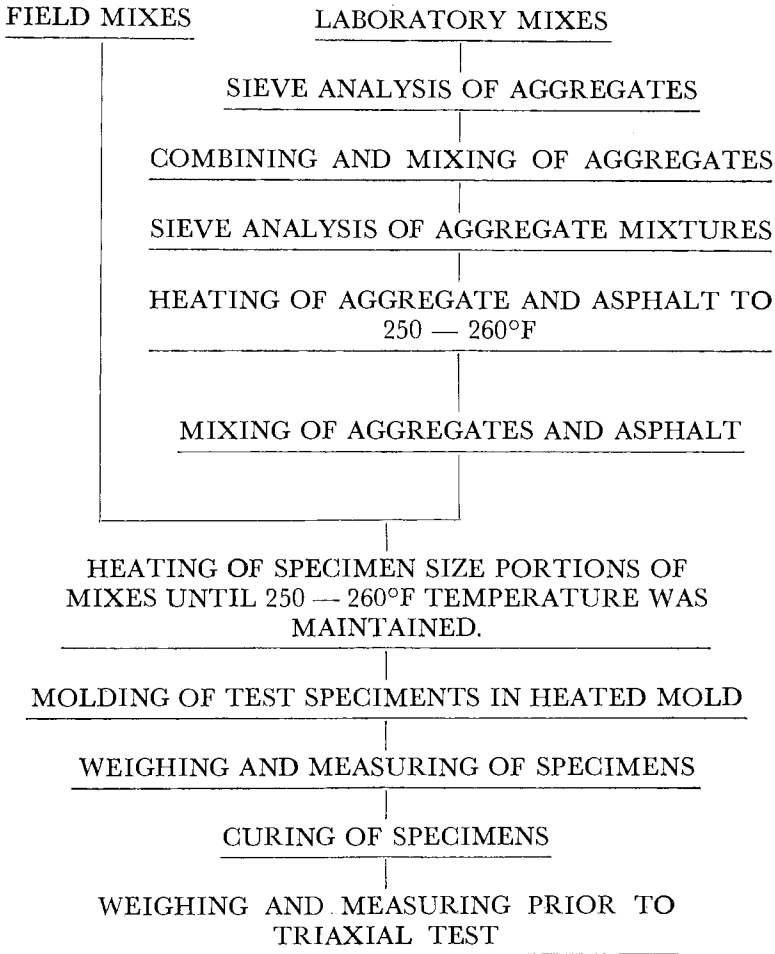 FIELD MIXES
LABORATORY MIXES
SIEVE ANALYSIS OF AGGREGATES
COMBINING AND MIXING OF AGGREGATES
SIEVE ANALYSIS OF AGGREGATE MIXTURES
HEATING OF AGGREGATE AND ASPHALT TO
250 — 260°F
MIXING OF AGGREGATES AND ASPHALT
HEATING OF SPECIMEN SIZE PORTIONS OF
MIXES UNTIL 250 — 260°F TEMPERATURE WAS
MAINTAINED.
MOLDING OF TEST SPECIMENTS IN HEATED MOLD
WEIGHING AND MEASURING OF SPECIMENS
CURING OF SPECIMENS
WEIGHING AND MEASURING PRIOR TO
TRIAXIAL TEST